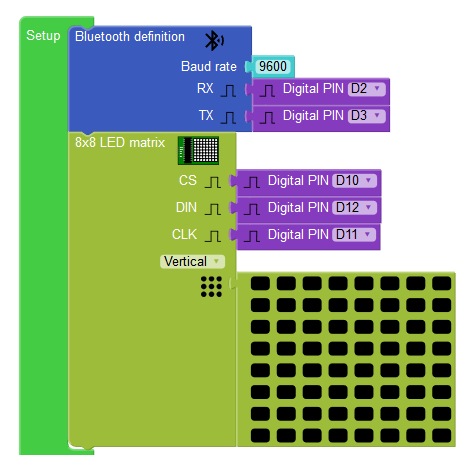 Setup
Bluetooth definition
Baud rate 9600
RX Digital PIN D2
TX Digital PIN D3
8x8 LED matrix
CS Digital PIN D10
DIN Digital PIN D12
CLK Digital PIN D11
Vertical